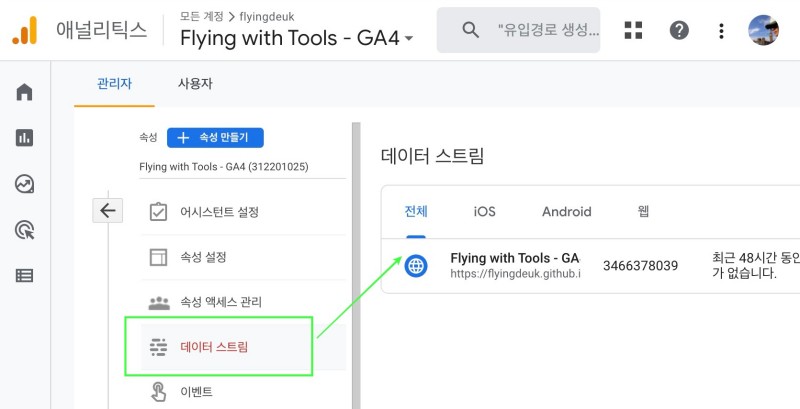 애널리틱스
모든 계정 > flyingdeuk
Flying with Tools - GA4
"유입경로 생성...
관리자
사용자
속성
+ 속성 만들기
Flying with Tools - GA4 (312201025)
어시스턴트 설정
속성 설정
속성 액세스 관리
데이터 스트림
이벤트
데이터 스트림
전체
iOS
Android
웹
Flying with Tools - GA
https://flyingdeuk.github.i
3466378039
최근 48시간 동인
가 없습니다.